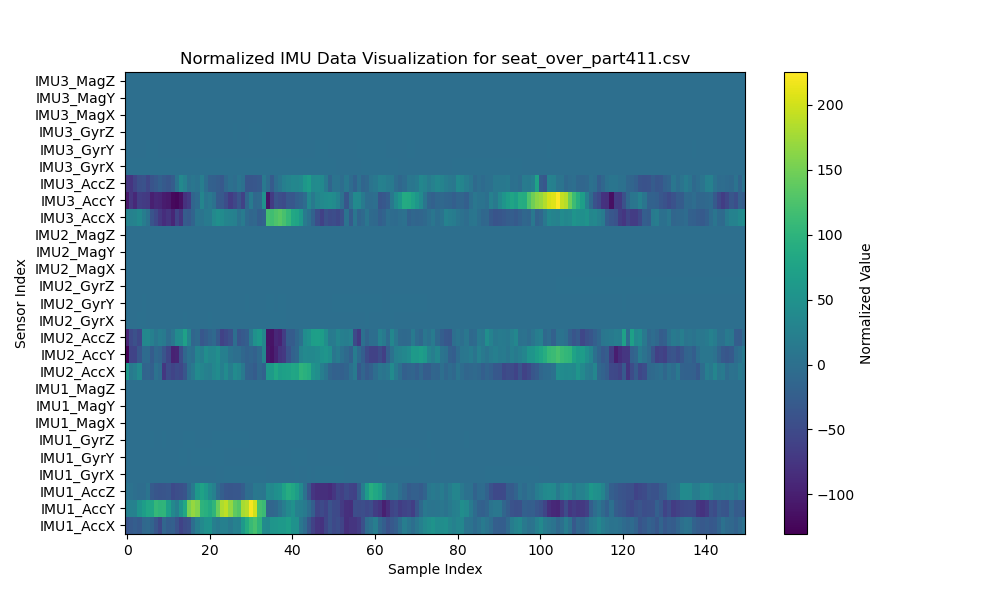 Normalized IMU Data Visualization for seat_over_part411.csv
IMU3_MagZ
IMU3_MagY
IMU3_MagX
IMU3_GyrZ
IMU3_GyrY
IMU3_GyrX
IMU3_AccZ
IMU3_AccY
IMU3_AccX
IMU2_MagZ
IMU2_MagY
IMU2_MagX
IMU2_GyrZ
IMU2_GyrY
IMU2_GyrX
IMU2_AccZ
IMU2_AccY
IMU2_AccX
IMU1_MagZ
IMU1_MagY
IMU1_MagX
IMU1_GyrZ
IMU1_GyrY
IMU1_GyrX
IMU1_AccZ
IMU1_AccY
IMU1_AccX
Sensor Index
0 20 40 60 80 100 120 140
Sample Index
200
150
100
50
0
−50
−100
Normalized Value